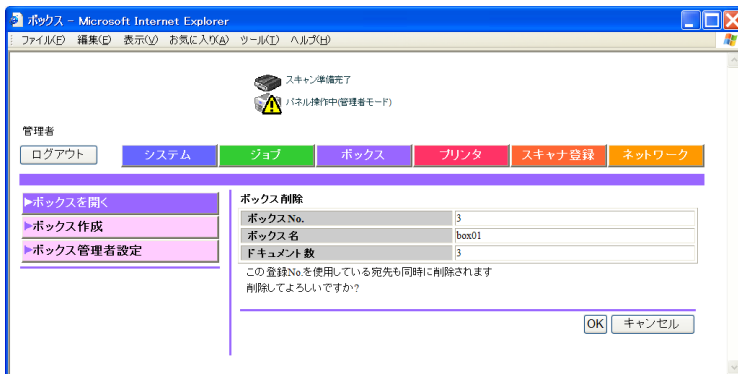 ボックス - Microsoft Internet Explorer
ファイル(F) 編集(E) 表示(V) お気に入り(A) ツール(T) ヘルプ(H)
スキャン準備完了
パネル操作中(管理者モード)
管理者
ログアウト システム ジョブ ボックス プリンタ スキャナ登録 ネットワーク
▶ボックスを開く
▶ボックス作成
▶ボックス管理者設定
ボックス削除
ボックスNo. 3
ボックス名 box01
ドキュメント数 3
この登録No.を使用している宛先も同時に削除されます
削除してよろしいですか?
OK キャンセル